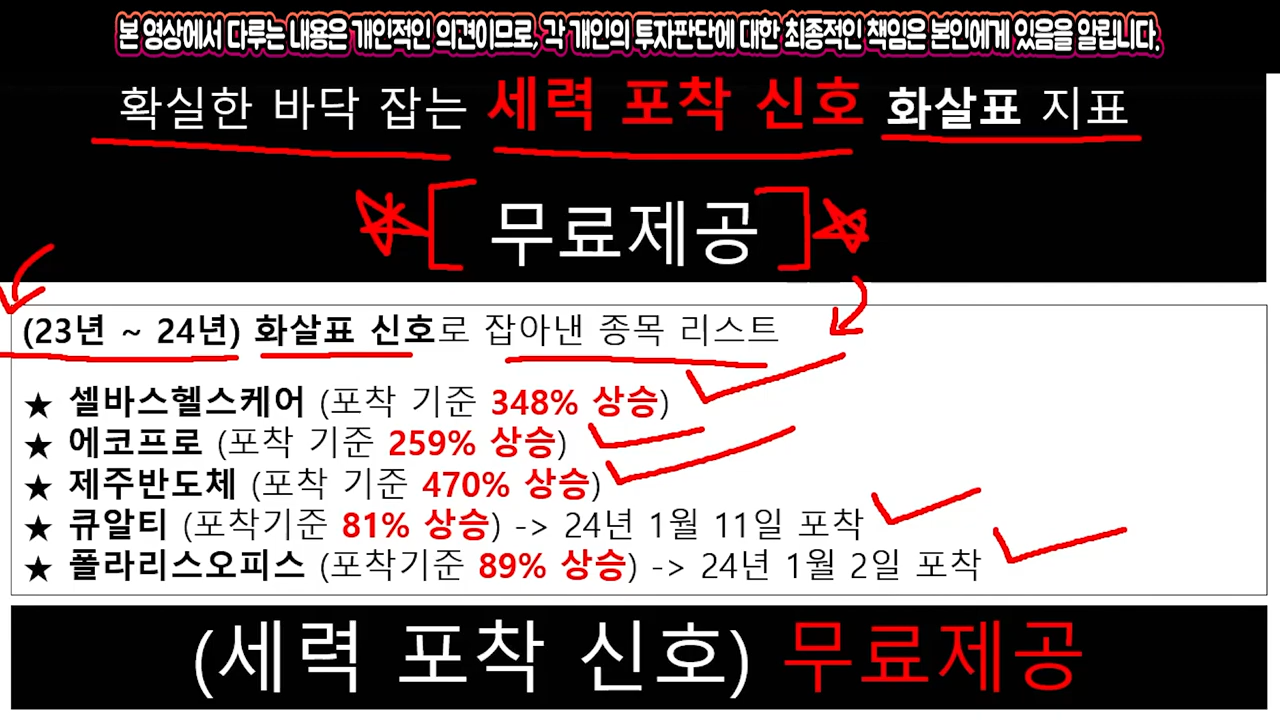 본 영상에서 다루는 내용은 개인적인 의견이므로, 각 개인의 투자판단에 대한 최종적인 책임은 본인에게 있음을 알립니다.
확실한 바닥 잡는 세력 포착 신호 화살표 지표
무료제공
(23년 ~ 24년) 화살표 신호로 잡아낸 종목 리스트
★ 셀바스헬스케어 (포착 기준 348% 상승)
★ 에코프로 (포착 기준 259% 상승)
★ 제주반도체 (포착 기준 470% 상승)
★ 큐알티 (포착기준 81% 상승) -> 24년 1월 11일 포착
★ 폴라리스오피스 (포착기준 89% 상승) -> 24년 1월 2일 포착
(세력 포착 신호) 무료제공